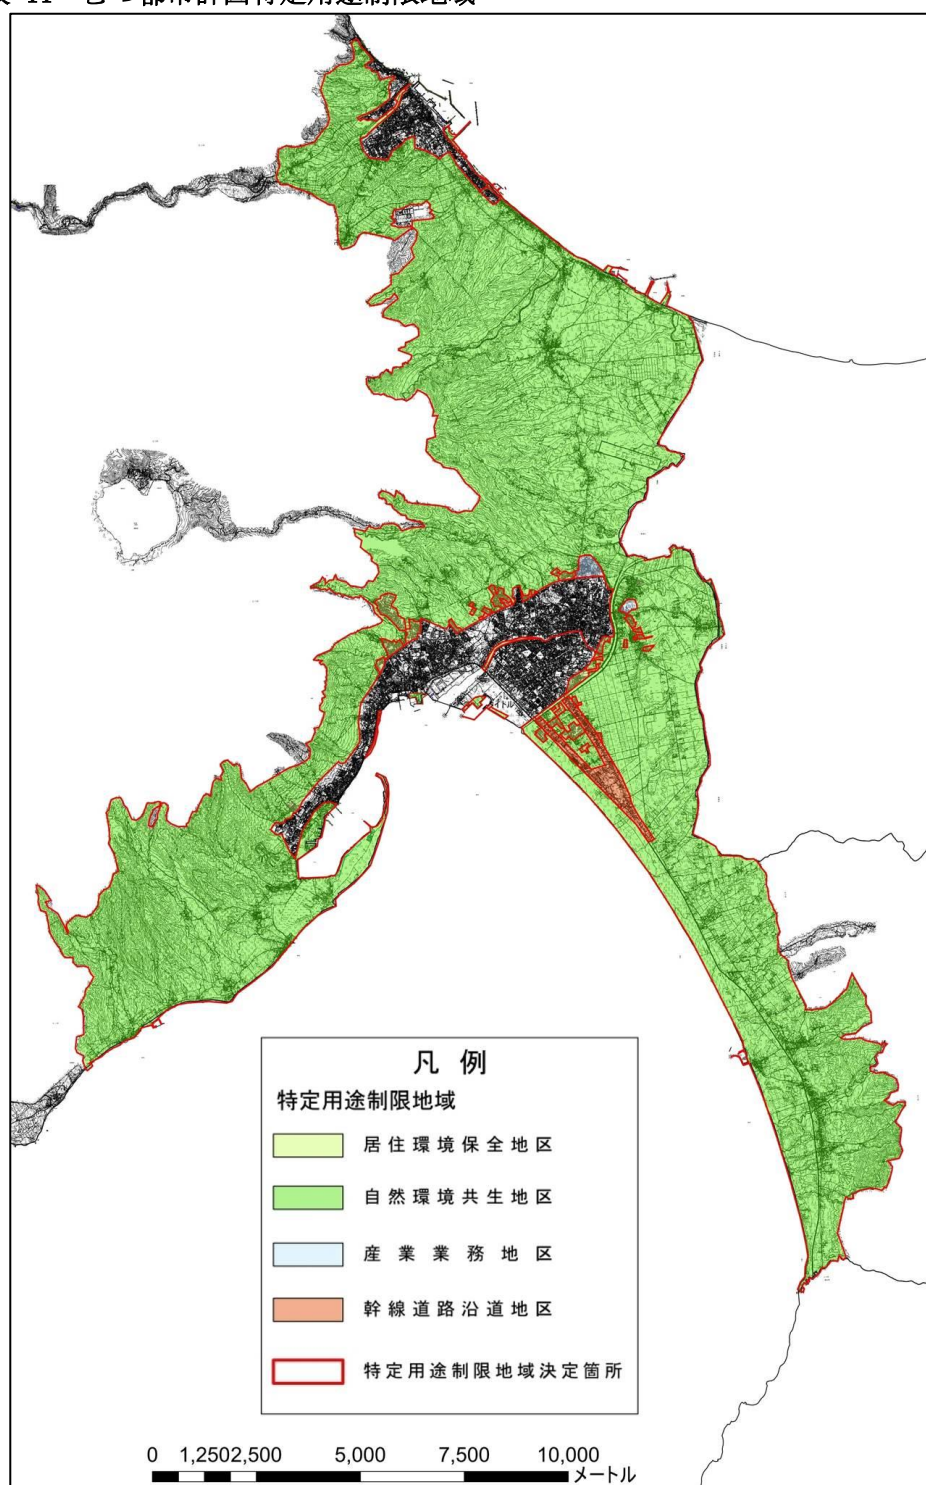 凡例
特定用途制限地域
居住環境保全地区
自然環境共生地区
産業業務地区
幹線道路沿道地区
特定用途制限地域決定箇所
0 1,250 2,500 5,000 7,500 10,000
メートル